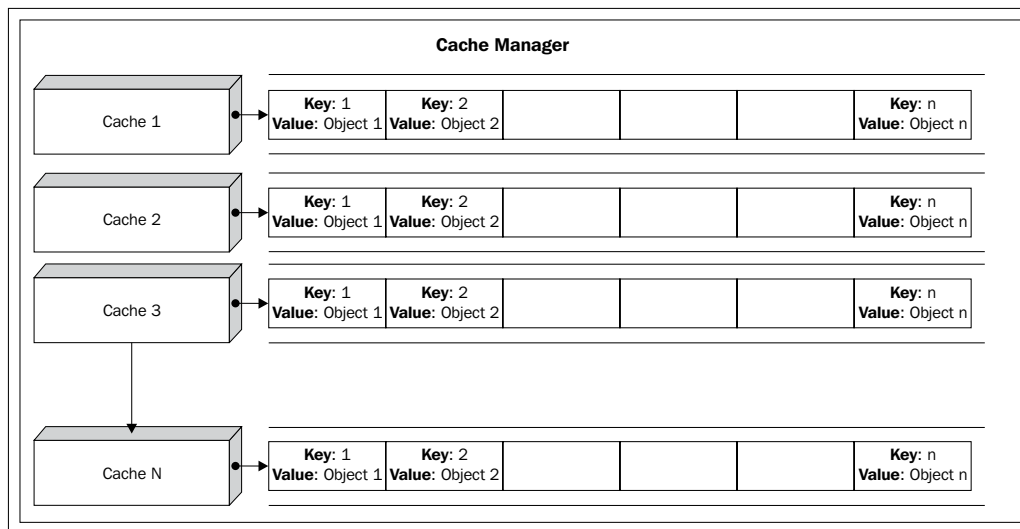 Cache Manager
Cache 1
Key: 1
Value: Object 1
Key: 2
Value: Object 2
Key: n
Value: Object n
Cache 2
Key: 1
Value: Object 1
Key: 2
Value: Object 2
Key: n
Value: Object n
Cache 3
Key: 1
Value: Object 1
Key: 2
Value: Object 2
Key: n
Value: Object n
Cache N
Key: 1
Value: Object 1
Key: 2
Value: Object 2
Key: n
Value: Object n